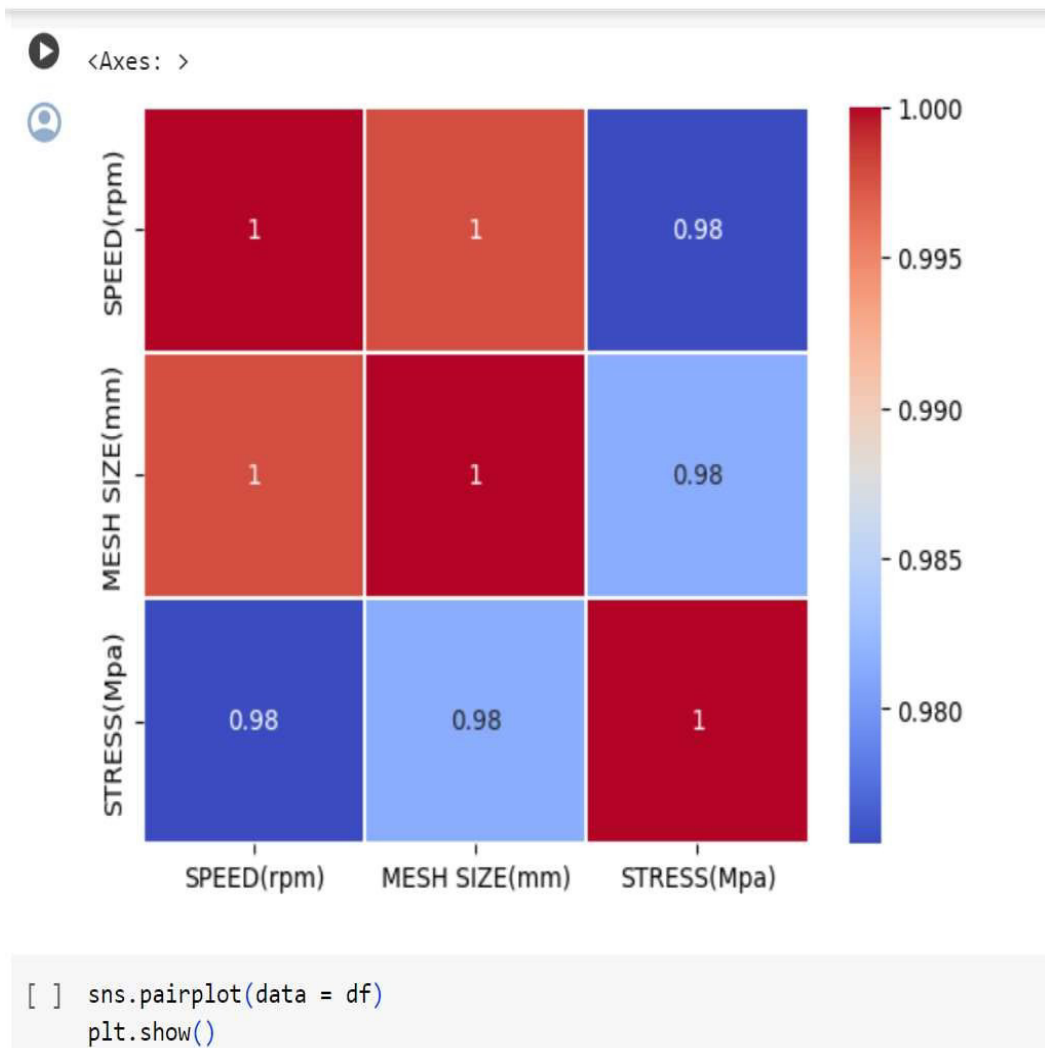 <Axes: >
1.000
SPEED(rpm)
1 1 0.98
0.995
MESH SIZE(mm)
0.990
1 1 0.98
0.985
STRESS(Mpa)
0.980
0.98 0.98 1
SPEED(rpm) MESH SIZE(mm) STRESS(Mpa)
[ ] sns.pairplot(data = df)
plt.show()